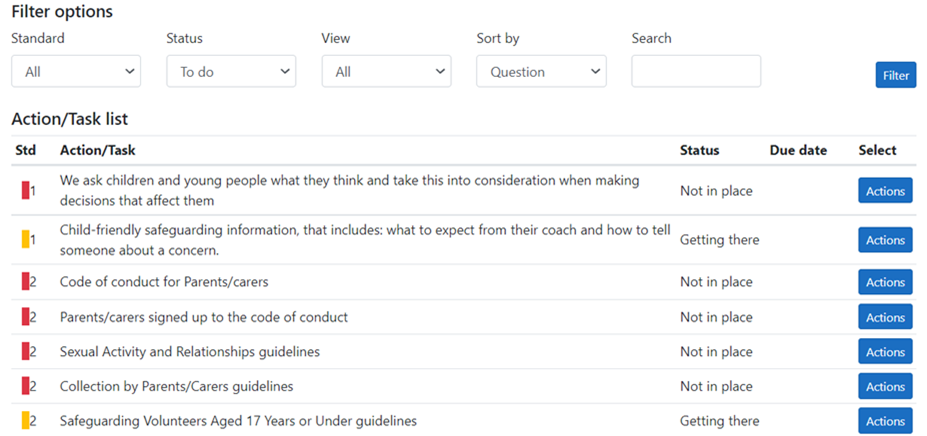 Filter options
Standard Status View Sort by Search
All To do All Question
Filter
Action/Task list
Std Action/Task Status Due date Select
1 We ask children and young people what they think and take this into consideration when making
decisions that affect them Not in place Actions
1 Child-friendly safeguarding information, that includes: what to expect from their coach and how to tell
someone about a concern. Getting there Actions
2 Code of conduct for Parents/carers Not in place Actions
2 Parents/carers signed up to the code of conduct Not in place Actions
2 Sexual Activity and Relationships guidelines Not in place Actions
2 Collection by Parents/Carers guidelines Not in place Actions
2 Safeguarding Volunteers Aged 17 Years or Under guidelines Getting there Actions